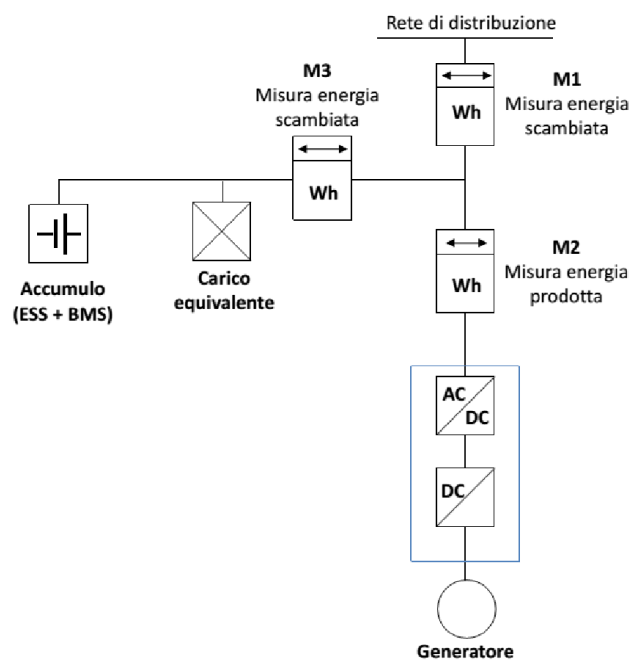 Rete di distribuzione
M3
Misura energia
scambiata
Wh
M1
Misura energia
scambiata
Wh
Accumulo
(ESS + BMS)
Carico
equivalente
Wh
M2
Misura energia
prodotta
AC
DC
DC
Generatore